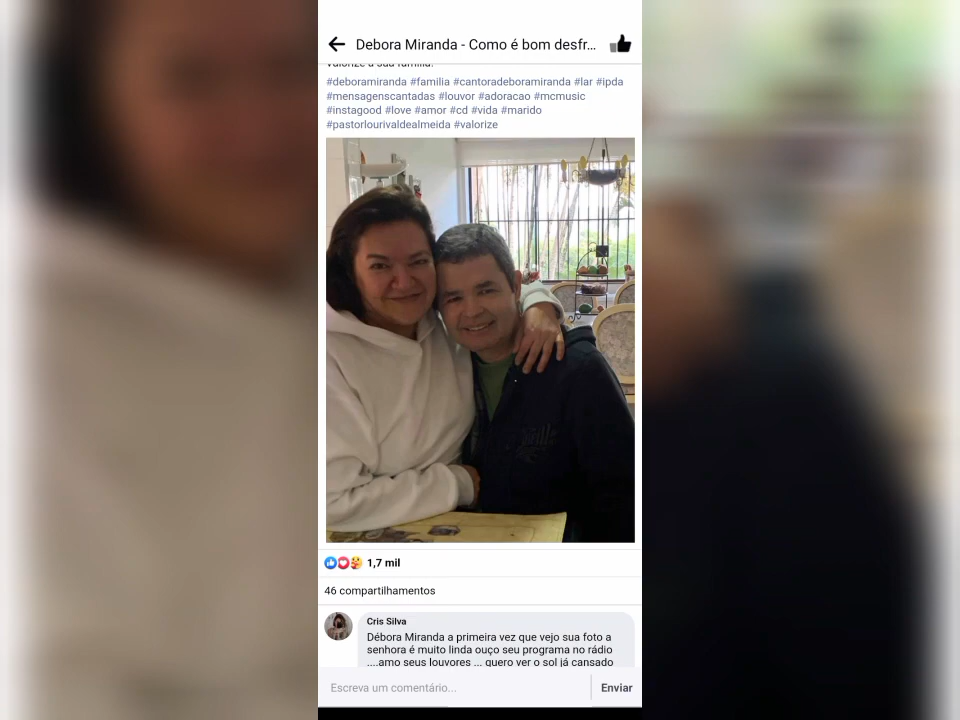 Debora Miranda - Como é bom desfr...
Valorize a sua família!
#deboramiranda #familia #cantoradeboramiranda #lar #ipda
#mensagenscantadas #louvor #adoracao #mcmusic
#instagood #love #amor #cd #vida #marido
#pastorlourivaldealmeida #valorize
1,7 mil
46 compartilhamentos
Cris Silva
Débora Miranda a primeira vez que vejo sua foto a
senhora é muito linda ouço seu programa no rádio
....amo seus louvores ... quero ver o sol já cansado
Escreva um comentário...
Enviar